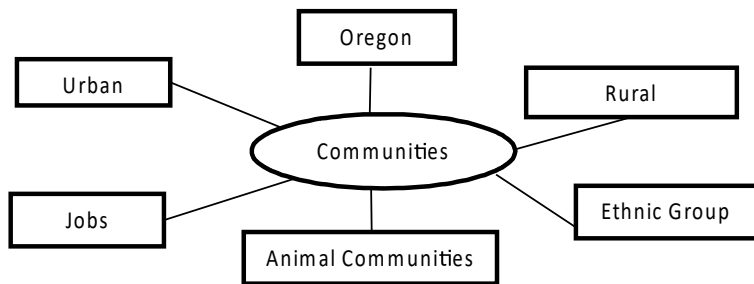 Oregon
Urban
Rural
Communities
Jobs
Ethnic Group
Animal Communities